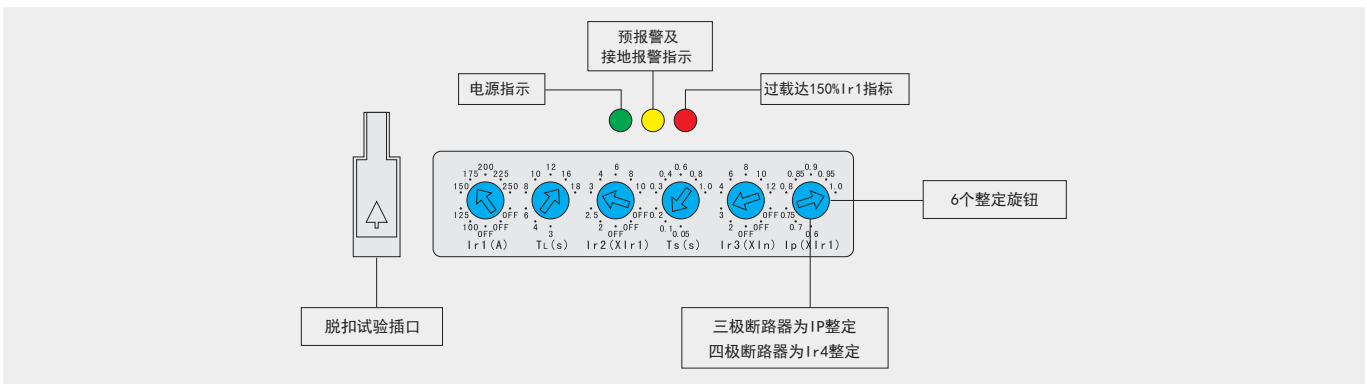 预报警及
接地报警指示
电源指示
过载达150%Ir1指标
200
175 225
150 250
125 OFF
100 OFF
OFF
Ir1(A)
12
10 16
8 18
6
4
3
TL(s)
6
4 8
3 10
2.5 OFF
2 OFF
OFF
Ir2(XIr1)
0.6
0.4 0.8
0.3 1.0
0.2
0.1
0.05
Ts(s)
8
6 10
4 12
3 OFF
2 OFF
OFF
Ir3(XIn)
0.9
0.85 0.95
0.8 1.0
0.75
0.7
0.6
Ip(XIr1)
6个整定旋钮
脱扣试验插口
三极断路器为IP整定
四极断路器为Ir4整定